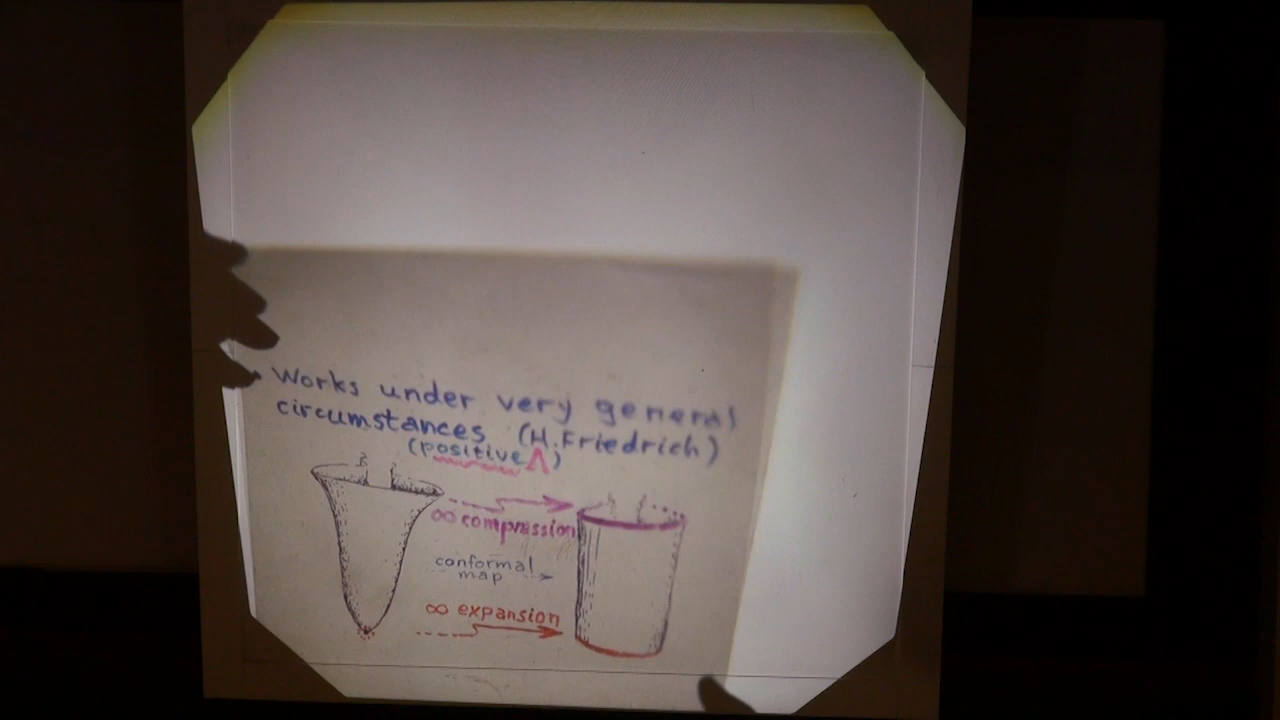 Works under very general
circumstances (H. Friedrich)
(positive Λ)
∞ compression
conformal
map
∞ expansion